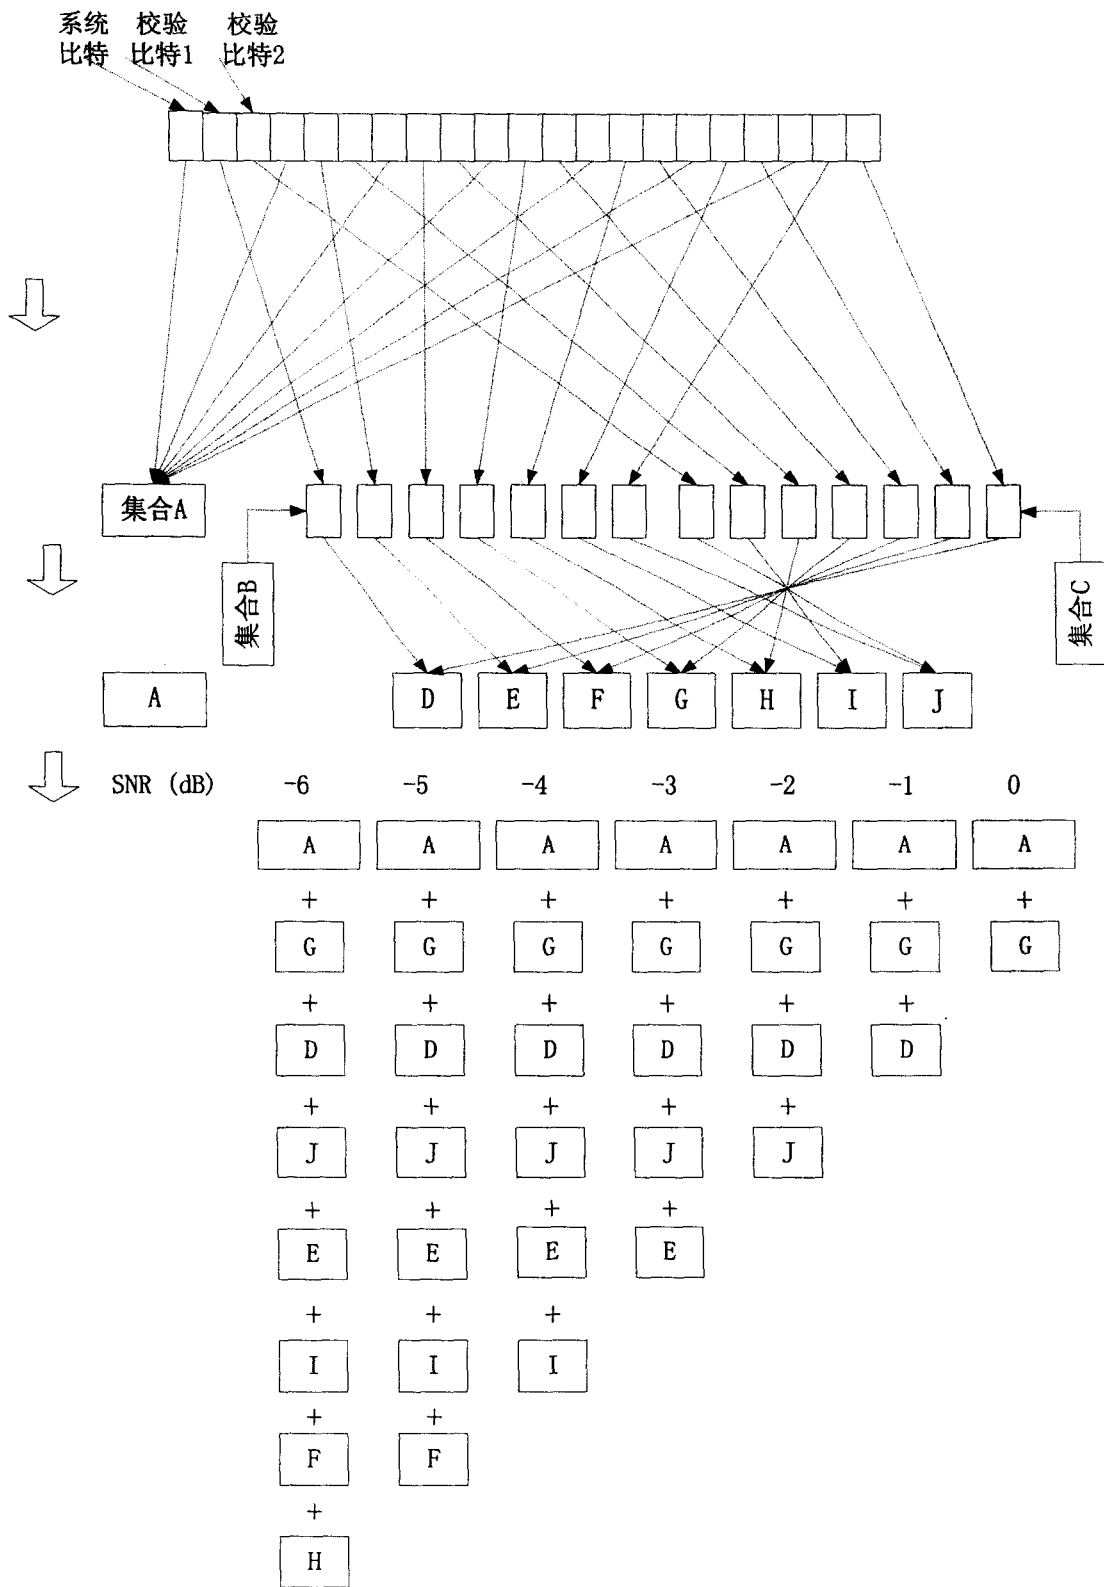 系统 校验 校验
比特 比特1 比特2
集合A
集合B
集合C
A D E F G H I J
SNR (dB) -6 -5 -4 -3 -2 -1 0
A A A A A A A
+ + + + + + +
G G G G G G G
+ + + + + +
D D D D D D
+ + + + +
J J J J J
+ + + +
E E E E
+ + +
I I I
+ +
F F
+
H